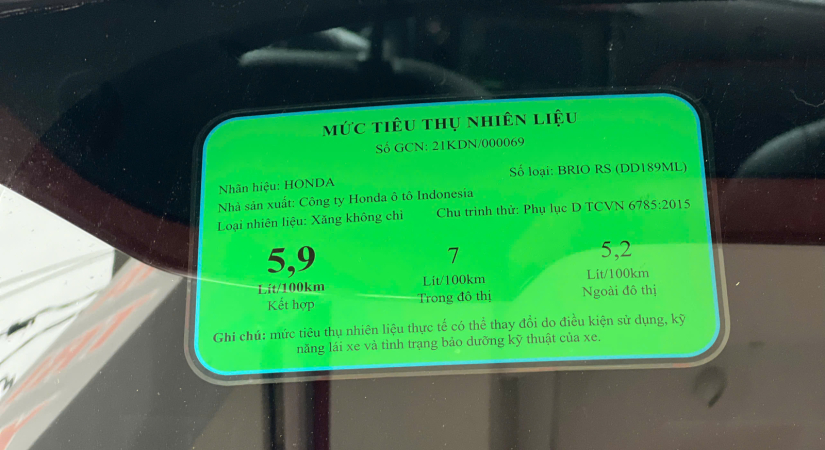 MỨC TIÊU THỤ NHIÊN LIỆU
Số GCN: 21KDN/000069
Nhãn hiệu: HONDA
Số loại: BRIO RS (DD189ML)
Nhà sản xuất: Công ty Honda ô tô Indonesia
Loại nhiên liệu: Xăng không chì
Chu trình thử: Phụ lục D TCVN 6785:2015
5,9
Lít/100km
Kết hợp
7
Lít/100km
Trong đô thị
5,2
Lít/100km
Ngoài đô thị
Ghi chú: mức tiêu thụ nhiên liệu thực tế có thể thay đổi do điều kiện sử dụng, kỹ
năng lái xe và tình trạng bảo dưỡng kỹ thuật của xe.